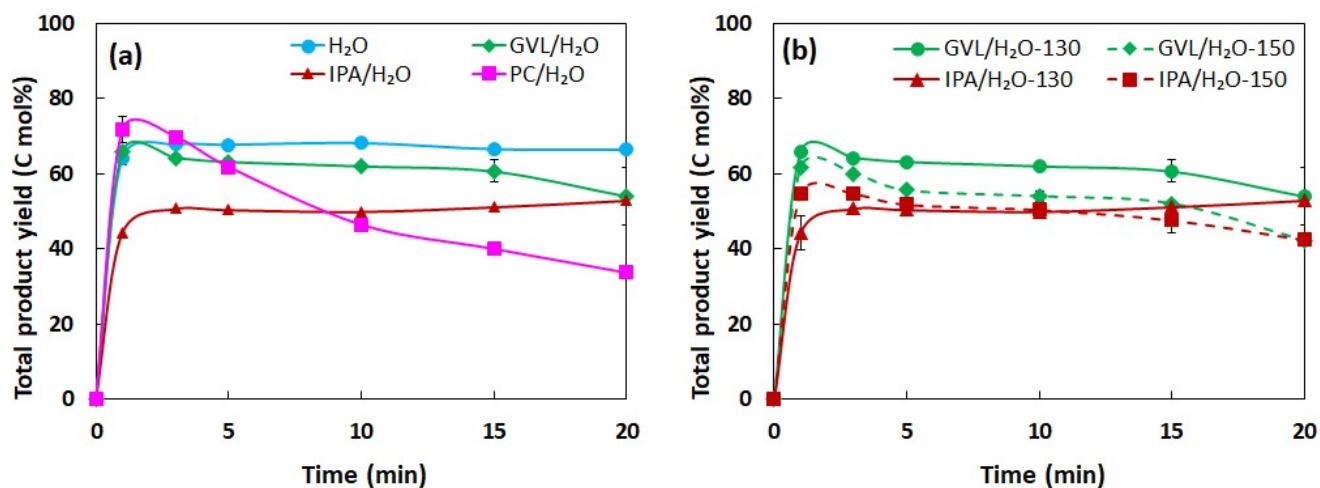 (a)
H₂O
GVL/H₂O
IPA/H₂O
PC/H₂O
Total product yield (C mol%)
100
80
60
40
20
0
0 5 10 15 20
Time (min)
(b)
GVL/H₂O-130
GVL/H₂O-150
IPA/H₂O-130
IPA/H₂O-150
Total product yield (C mol%)
100
80
60
40
20
0
0 5 10 15 20
Time (min)